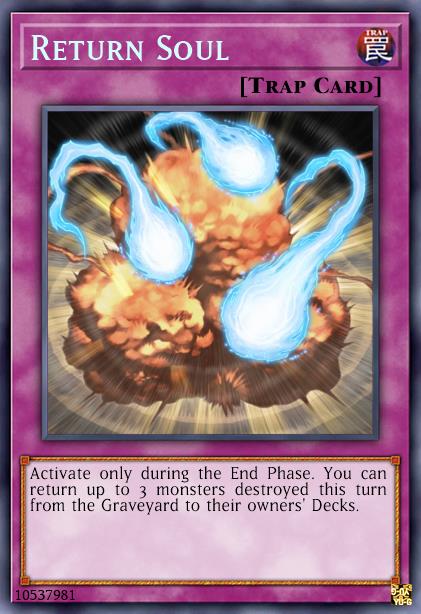 Return Soul
TRAP
罠
[Trap Card]
Activate only during the End Phase. You can
return up to 3 monsters destroyed this turn
from the Graveyard to their owners' Decks.
10537981